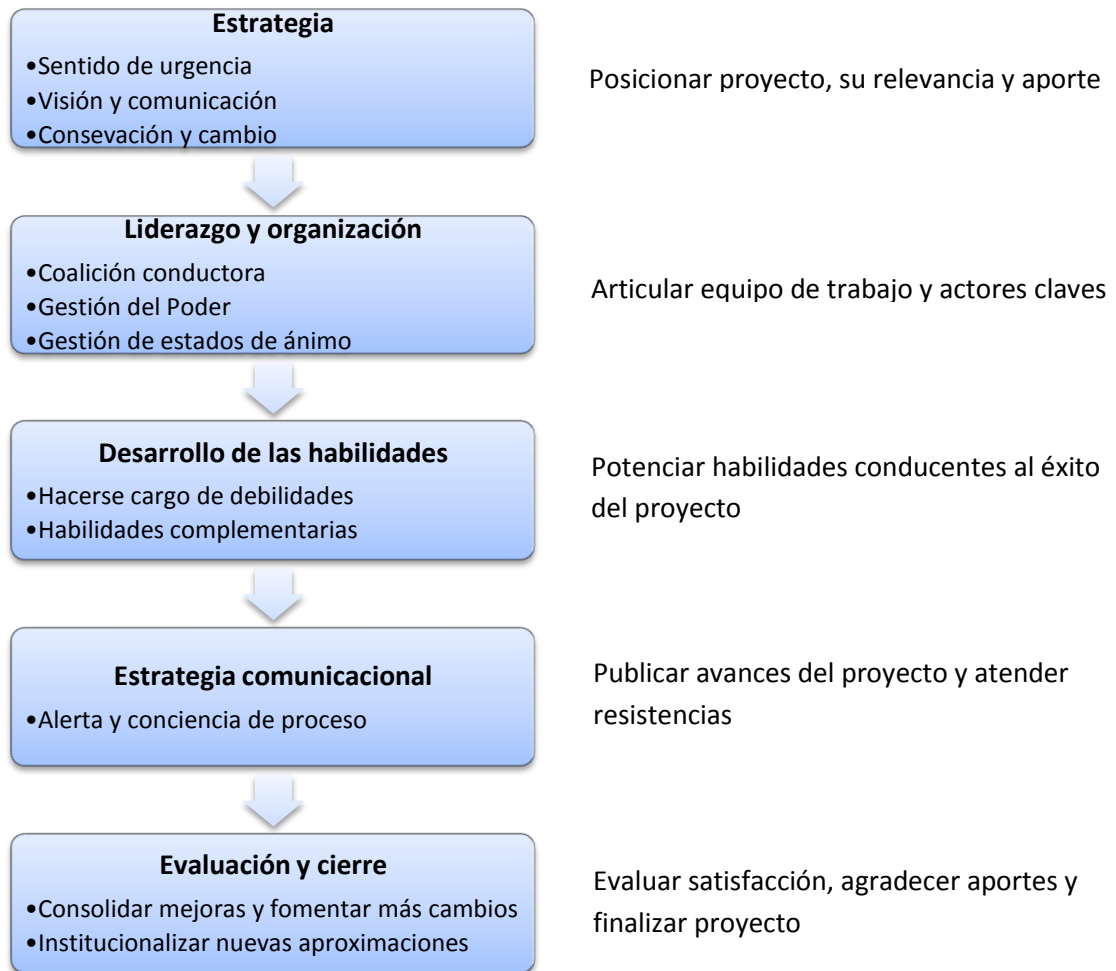 Estrategia
•Sentido de urgencia
•Visión y comunicación
•Consevación y cambio
Posicionar proyecto, su relevancia y aporte
Liderazgo y organización
•Coalición conductora
•Gestión del Poder
•Gestión de estados de ánimo
Articular equipo de trabajo y actores claves
Desarrollo de las habilidades
•Hacerse cargo de debilidades
•Habilidades complementarias
Potenciar habilidades conducentes al éxito
del proyecto
Estrategia comunicacional
•Alerta y conciencia de proceso
Publicar avances del proyecto y atender
resistencias
Evaluación y cierre
•Consolidar mejoras y fomentar más cambios
•Institucionalizar nuevas aproximaciones
Evaluar satisfacción, agradecer aportes y
finalizar proyecto